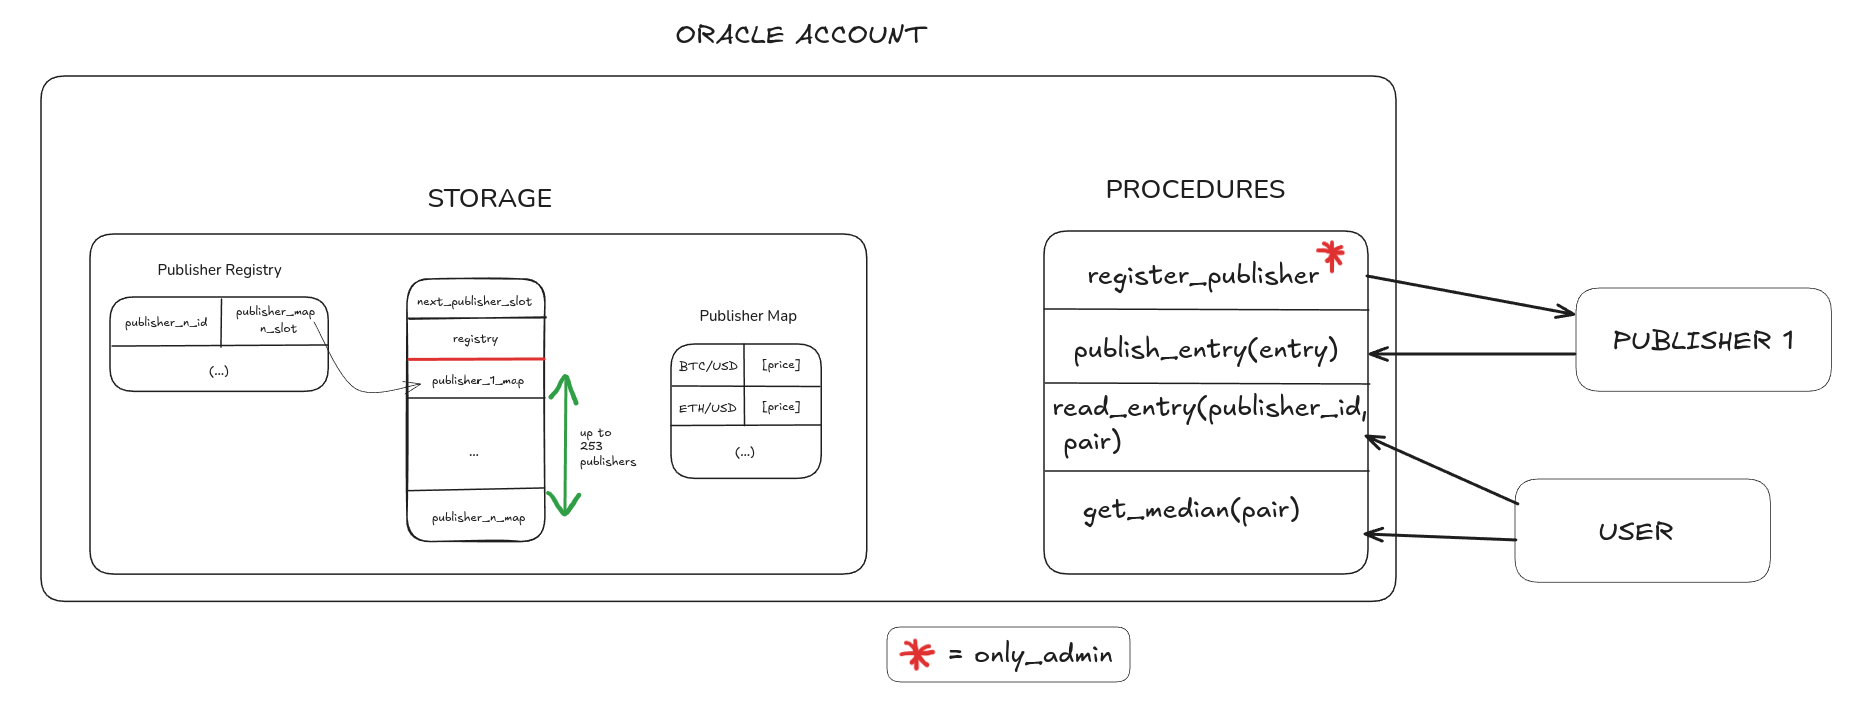 ORACLE ACCOUNT
STORAGE
Publisher Registry
publisher_n_id
publisher_map
n_slot
(...)
next_publisher_slot
registry
publisher_1_map
...
publisher_n_map
up to
253
publishers
Publisher Map
BTC/USD [price]
ETH/USD [price]
(...)
PROCEDURES
register_publisher *
publish_entry(entry)
read_entry(publisher_id,
pair)
get_median(pair)
PUBLISHER 1
USER
* = only_admin